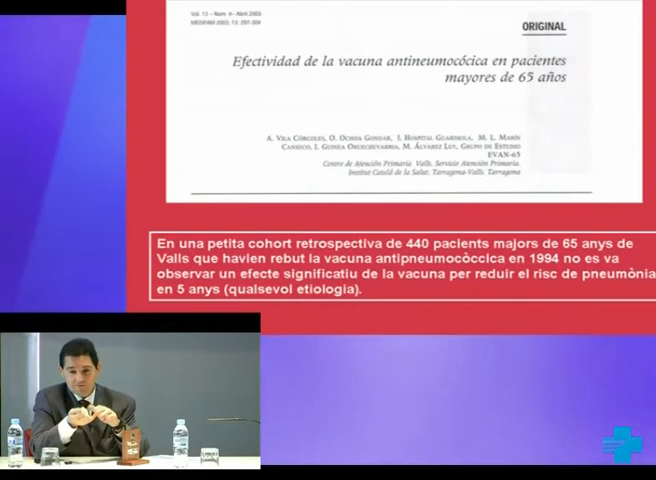 Vol. 13 – Núm. 4 – Abril 2003
MEDIFAM 2003; 13: 297-304
ORIGINAL
Efectividad de la vacuna antineumocócica en pacientes
mayores de 65 años
A. VILA CÓRCOLES, O. OCHOA GONDAR, I. HOSPITAL GUARDIOLA, M. L. MARÍN
I. GUINEA ORUECHEVARRIA, M. ÁLVAREZ LUY, GRUPO DE ESTUDIO
EVAN-65
Centro de Atención Primaria Valls. Servicio Atención Primaria.
Institut Català de la Salut. Tarragona-Valls. Tarragona
En una petita cohort retrospectiva de 440 pacients majors de 65 anys de
Valls que havien rebut la vacuna antipneumocòccica en 1994 no es va
observar un efecte significatiu de la vacuna per reduir el risc de pneumònia
en 5 anys (qualsevol etiologia).